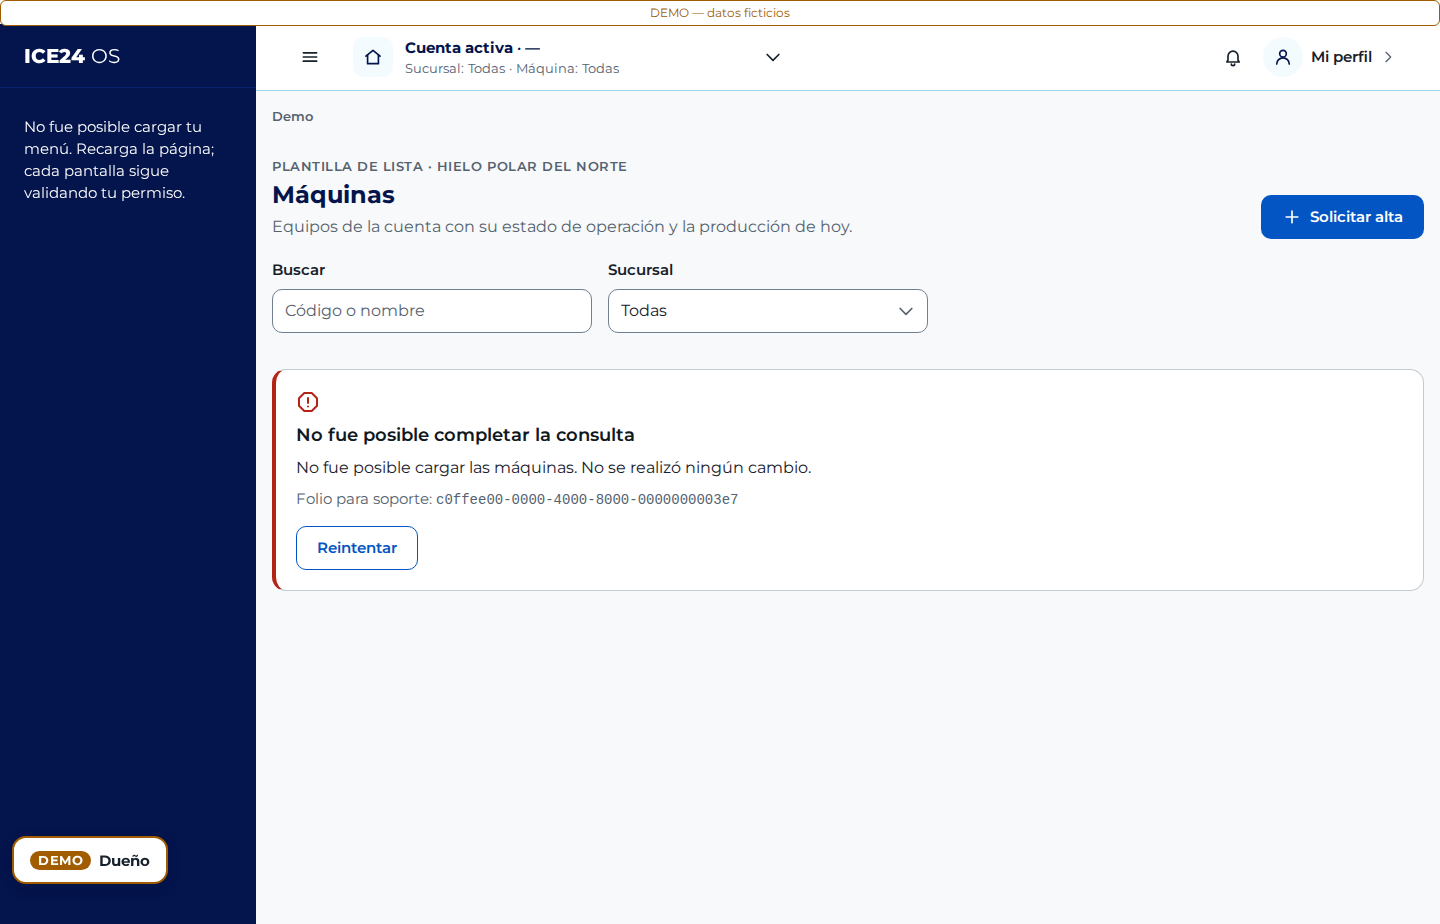 DEMO — datos ficticios
ICE24 OS
No fue posible cargar tu
menú. Recarga la página;
cada pantalla sigue
validando tu permiso.
DEMO Dueño
Cuenta activa · —
Sucursal: Todas · Máquina: Todas
Mi perfil
Demo
PLANTILLA DE LISTA · HIELO POLAR DEL NORTE
Máquinas
Equipos de la cuenta con su estado de operación y la producción de hoy.
Solicitar alta
Buscar
Código o nombre
Sucursal
Todas
No fue posible completar la consulta
No fue posible cargar las máquinas. No se realizó ningún cambio.
Folio para soporte: c0ffee00-0000-4000-8000-0000000003e7
Reintentar